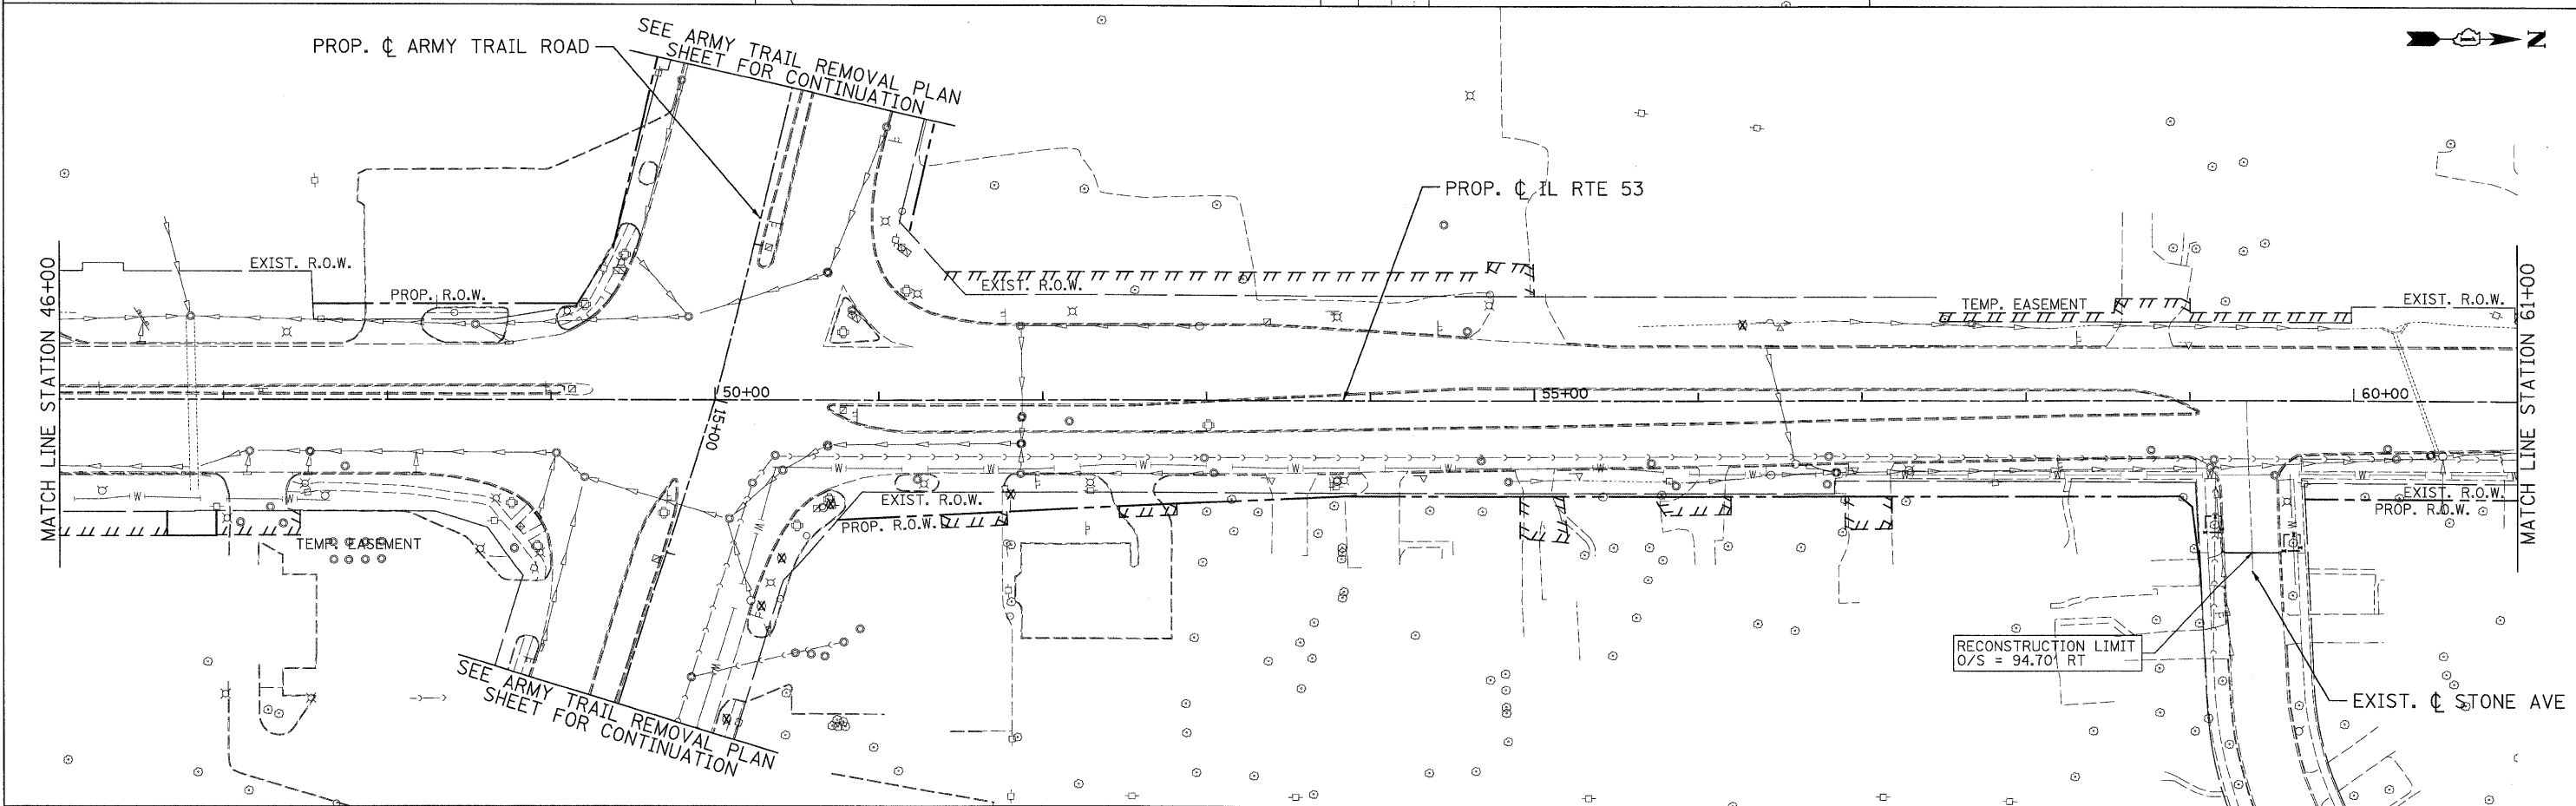 PROP. ℄ ARMY TRAIL ROAD
SEE ARMY TRAIL REMOVAL PLAN
SHEET FOR CONTINUATION
N
PROP. ℄ IL RTE 53
MATCH LINE STATION 46+00
EXIST. R.O.W.
PROP. R.O.W.
EXIST. R.O.W.
TEMP. EASEMENT
EXIST. R.O.W.
MATCH LINE STATION 61+00
50+00
15+00
55+00
60+00
W
W
W
W
W
W
W
W
W
W
W
W
EXIST. R.O.W.
PROP. R.O.W.
EXIST. R.O.W.
PROP. R.O.W.
TEMP. EASEMENT
RECONSTRUCTION LIMIT
O/S = 94.70' RT
EXIST. ℄ STONE AVE
SEE ARMY TRAIL REMOVAL PLAN
SHEET FOR CONTINUATION